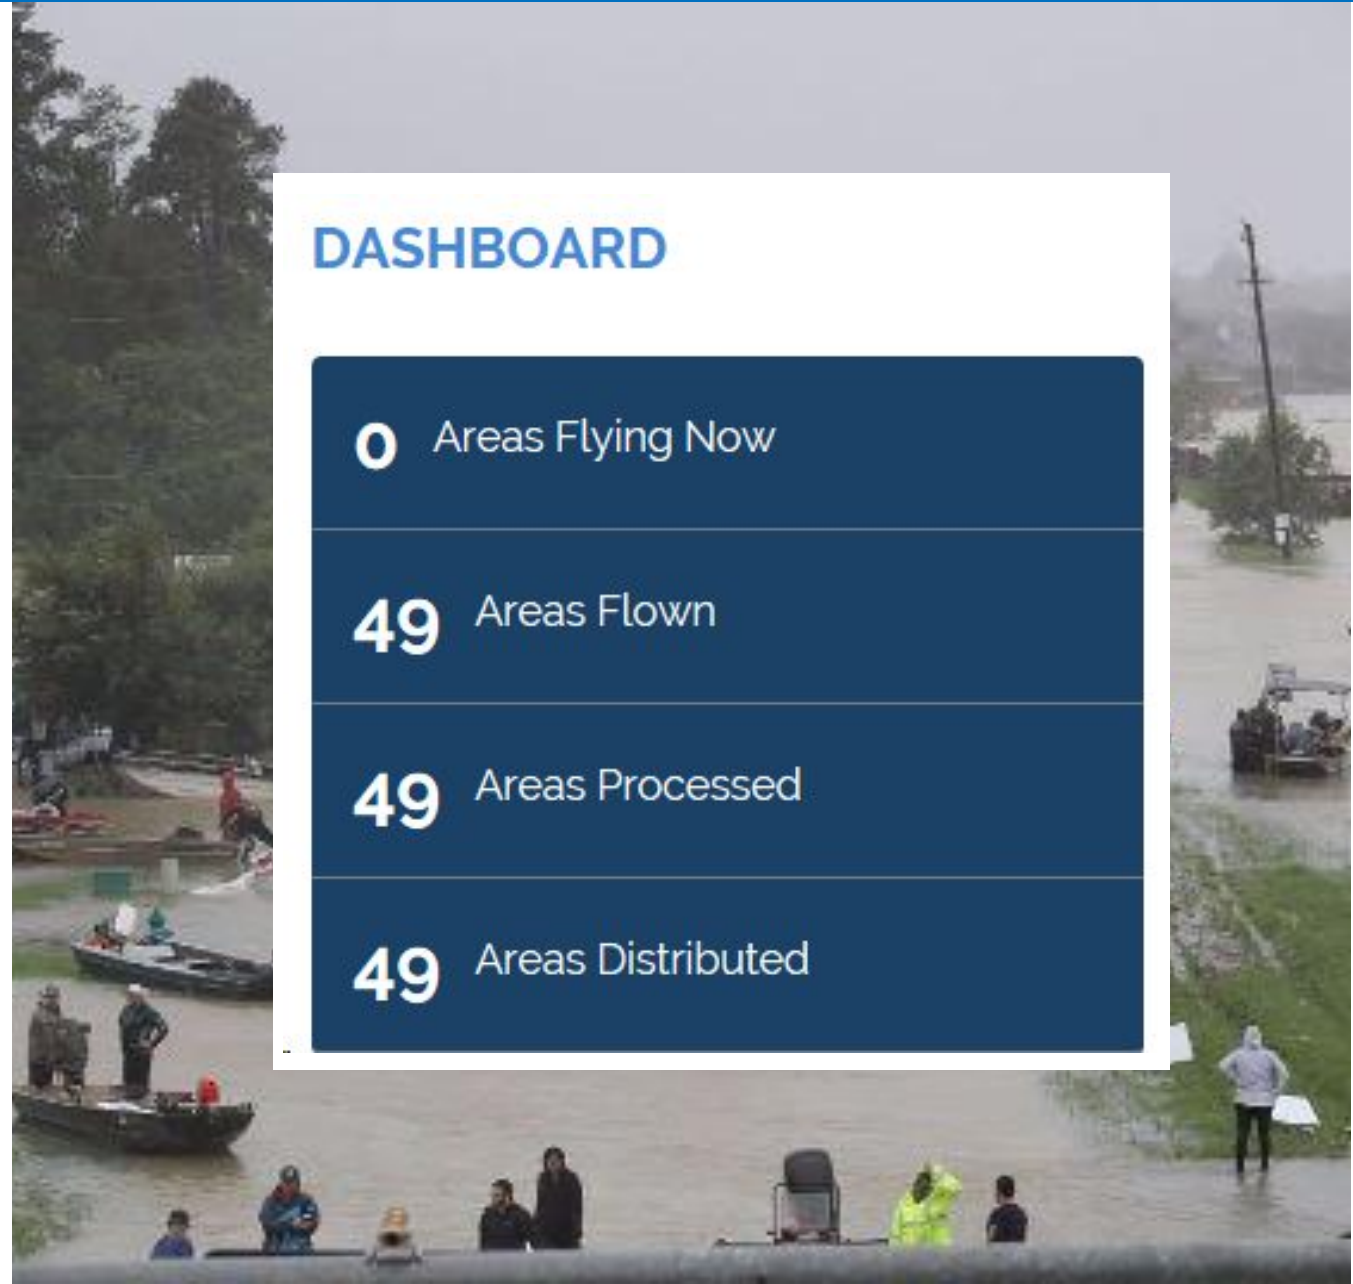 DASHBOARD
0 Areas Flying Now
49 Areas Flown
49 Areas Processed
49 Areas Distributed